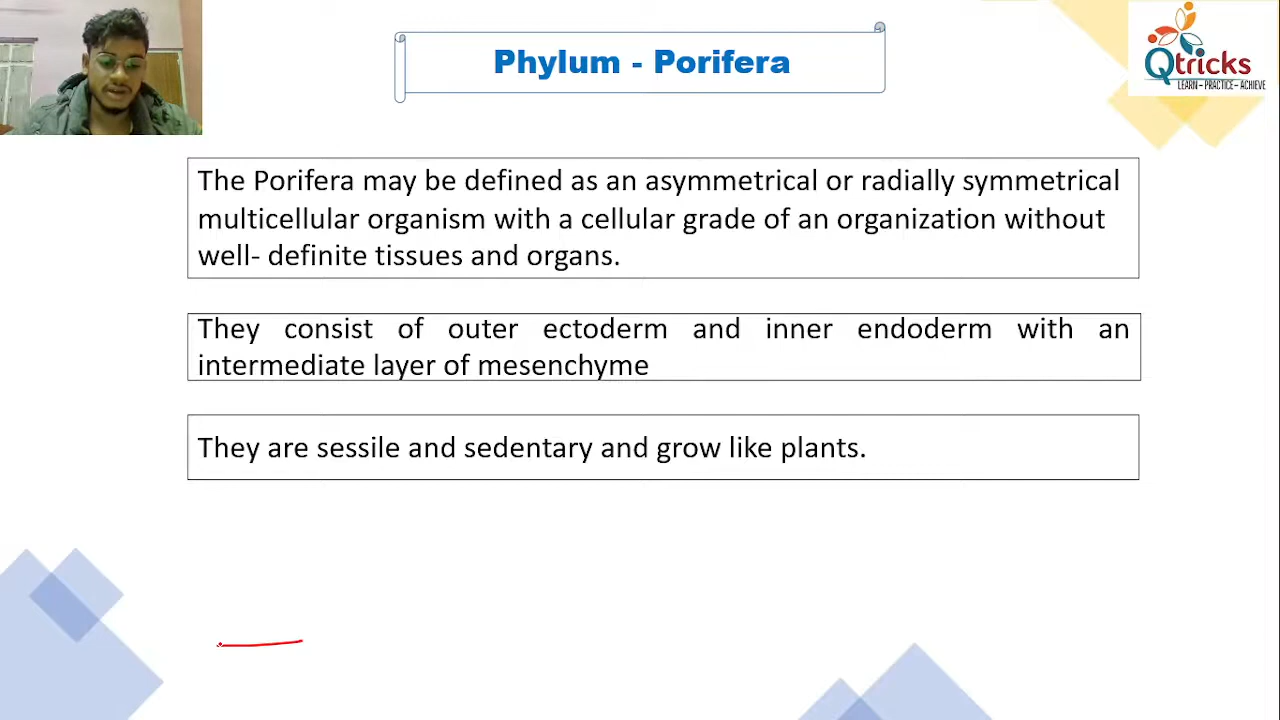 Phylum - Porifera
Qtricks
LEARN – PRACTICE – ACHIEVE
The Porifera may be defined as an asymmetrical or radially symmetrical
multicellular organism with a cellular grade of an organization without
well- definite tissues and organs.
They consist of outer ectoderm and inner endoderm with an
intermediate layer of mesenchyme
They are sessile and sedentary and grow like plants.